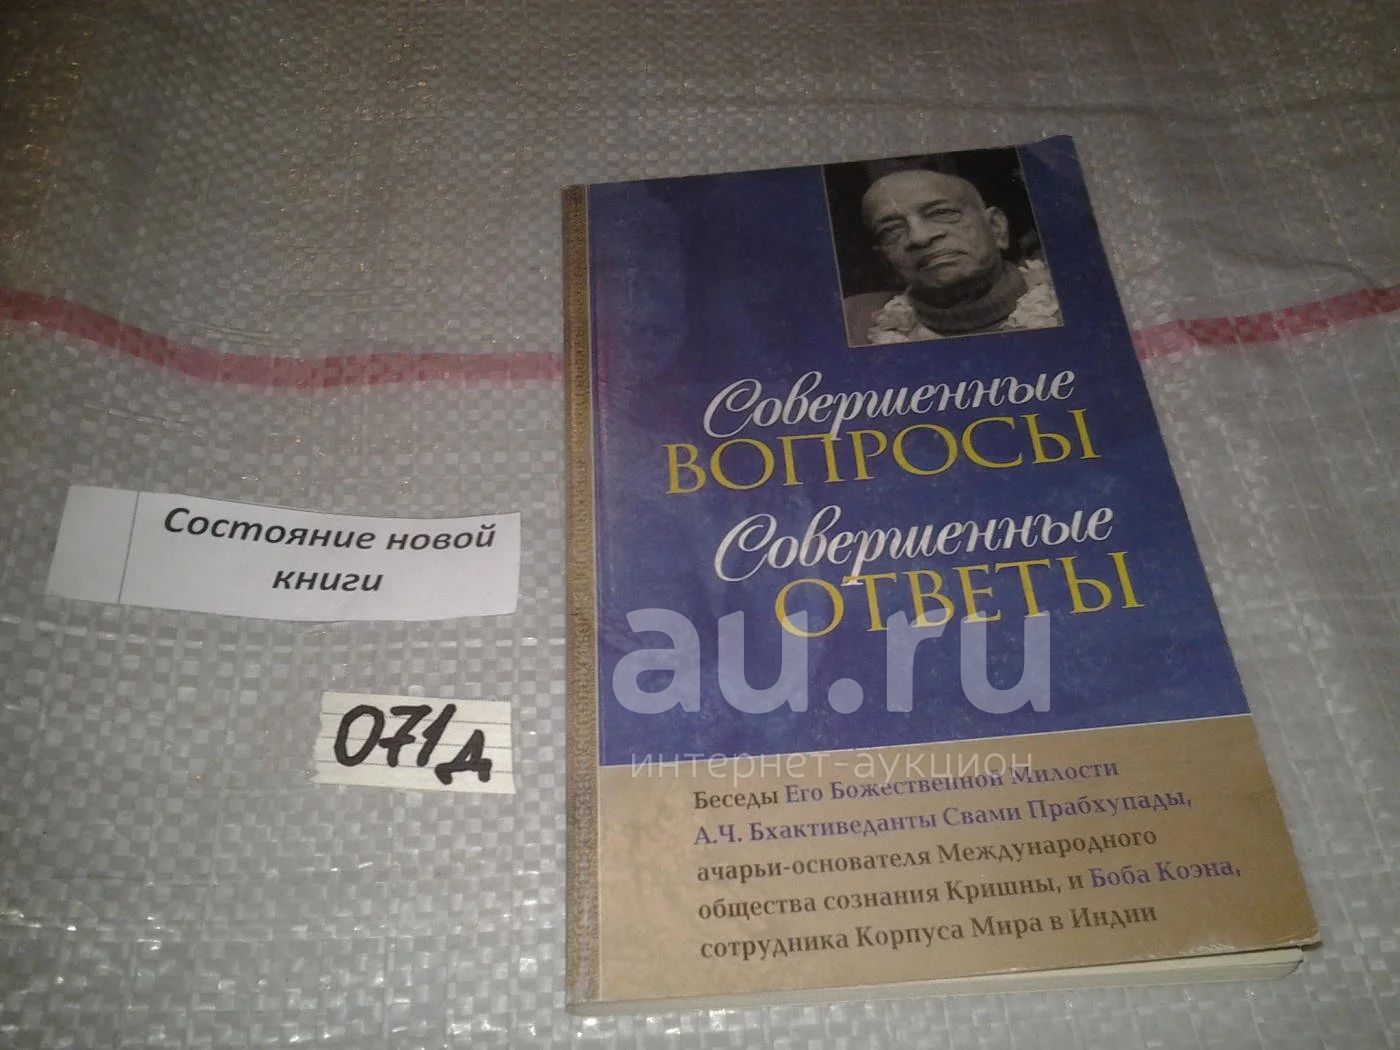 Совершенные
ВОПРОСЫ
Совершенные
ОТВЕТЫ
Беседы Его Божественной Милости
А.Ч. Бхактиведанты Свами Прабхупады,
ачарьи-основателя Международного
общества сознания Кришны, и Боба Коэна,
сотрудника Корпуса Мира в Индии
Состояние новой
книги
071д
au.ru
интернет-аукцион